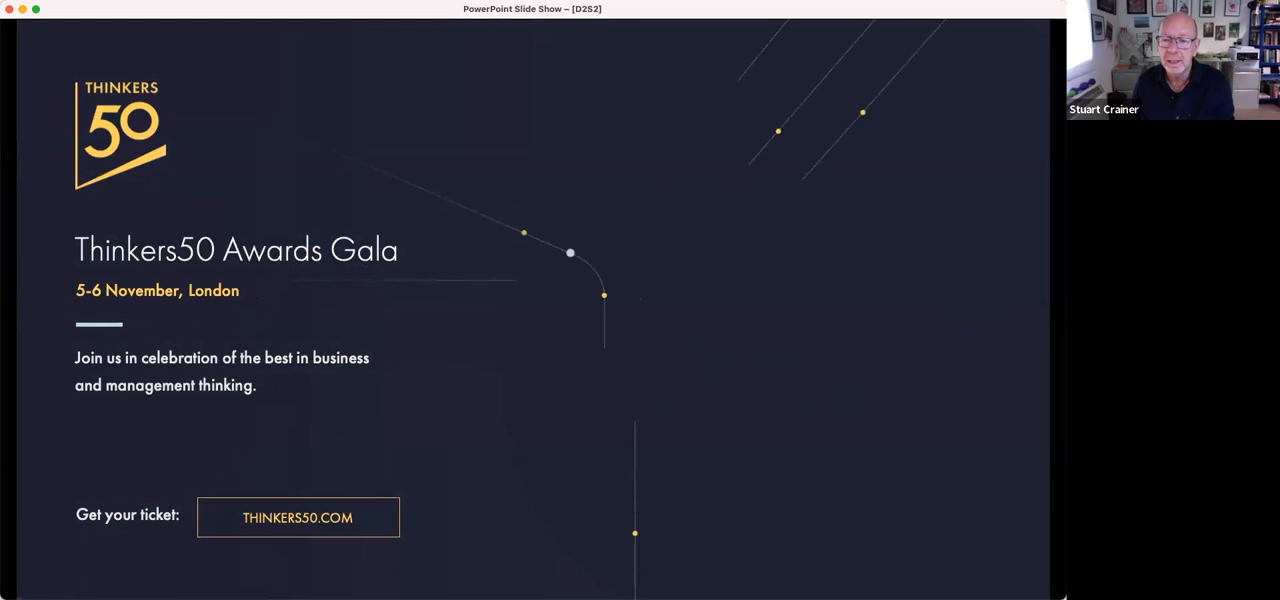 PowerPoint Slide Show – [D2S2]
THINKERS
50
Thinkers50 Awards Gala
5-6 November, London
Join us in celebration of the best in business
and management thinking.
Get your ticket:
THINKERS50.COM
Stuart Crainer